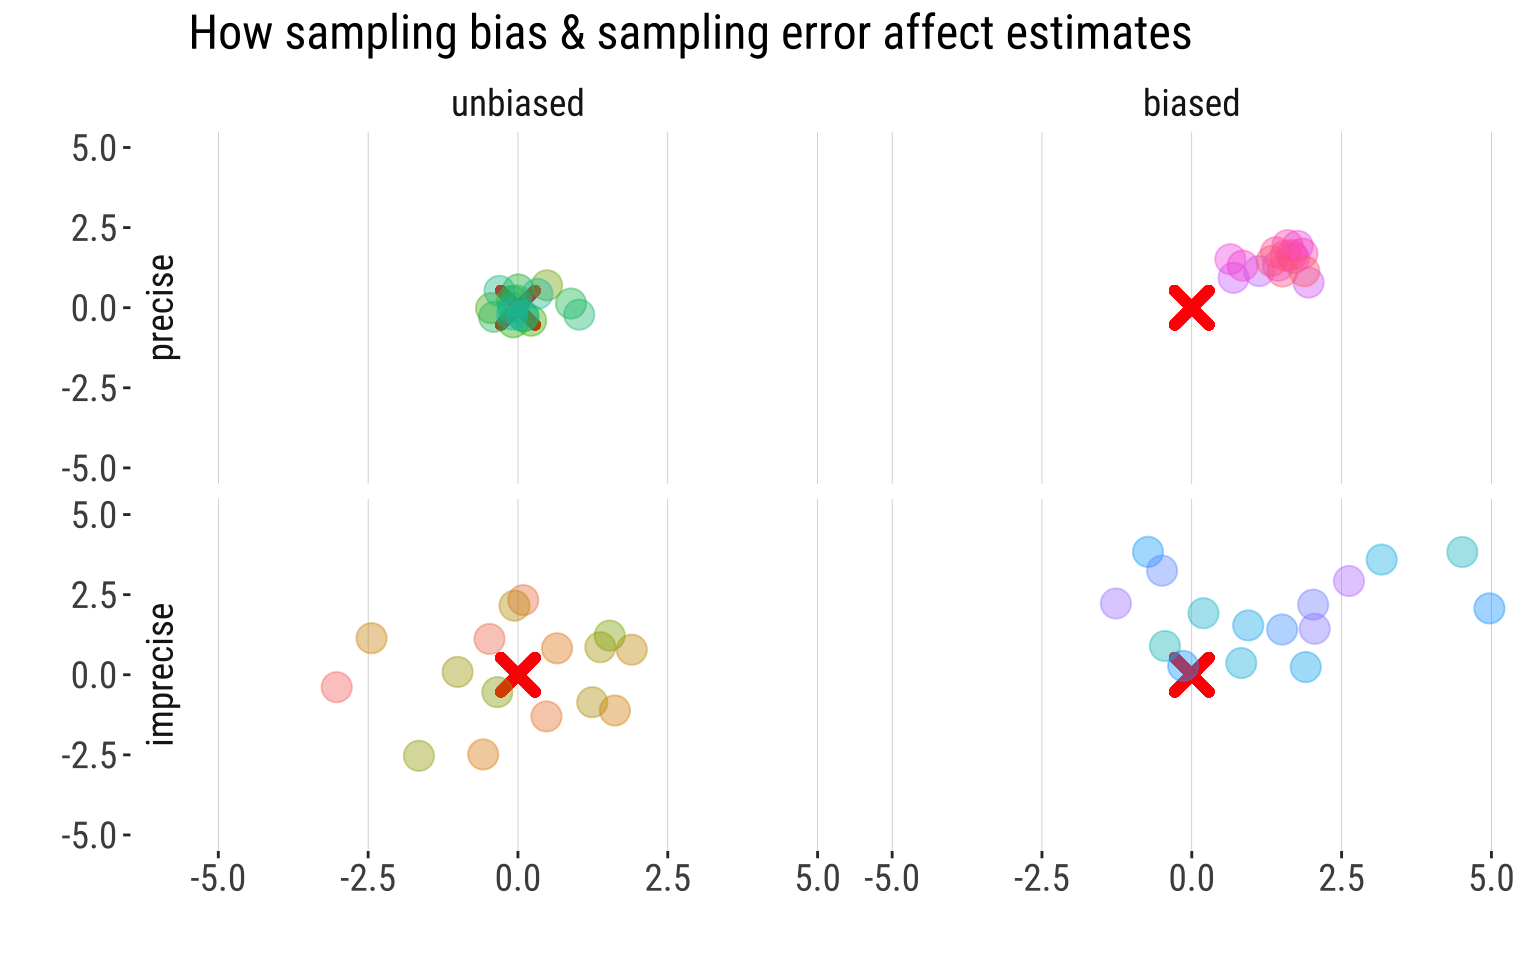 How sampling bias & sampling error affect estimates
unbiased
biased
5.0
2.5
0.0
-2.5
-5.0
precise
5.0
2.5
0.0
-2.5
-5.0
imprecise
-5.0 -2.5 0.0 2.5 5.0 -5.0 -2.5 0.0 2.5 5.0